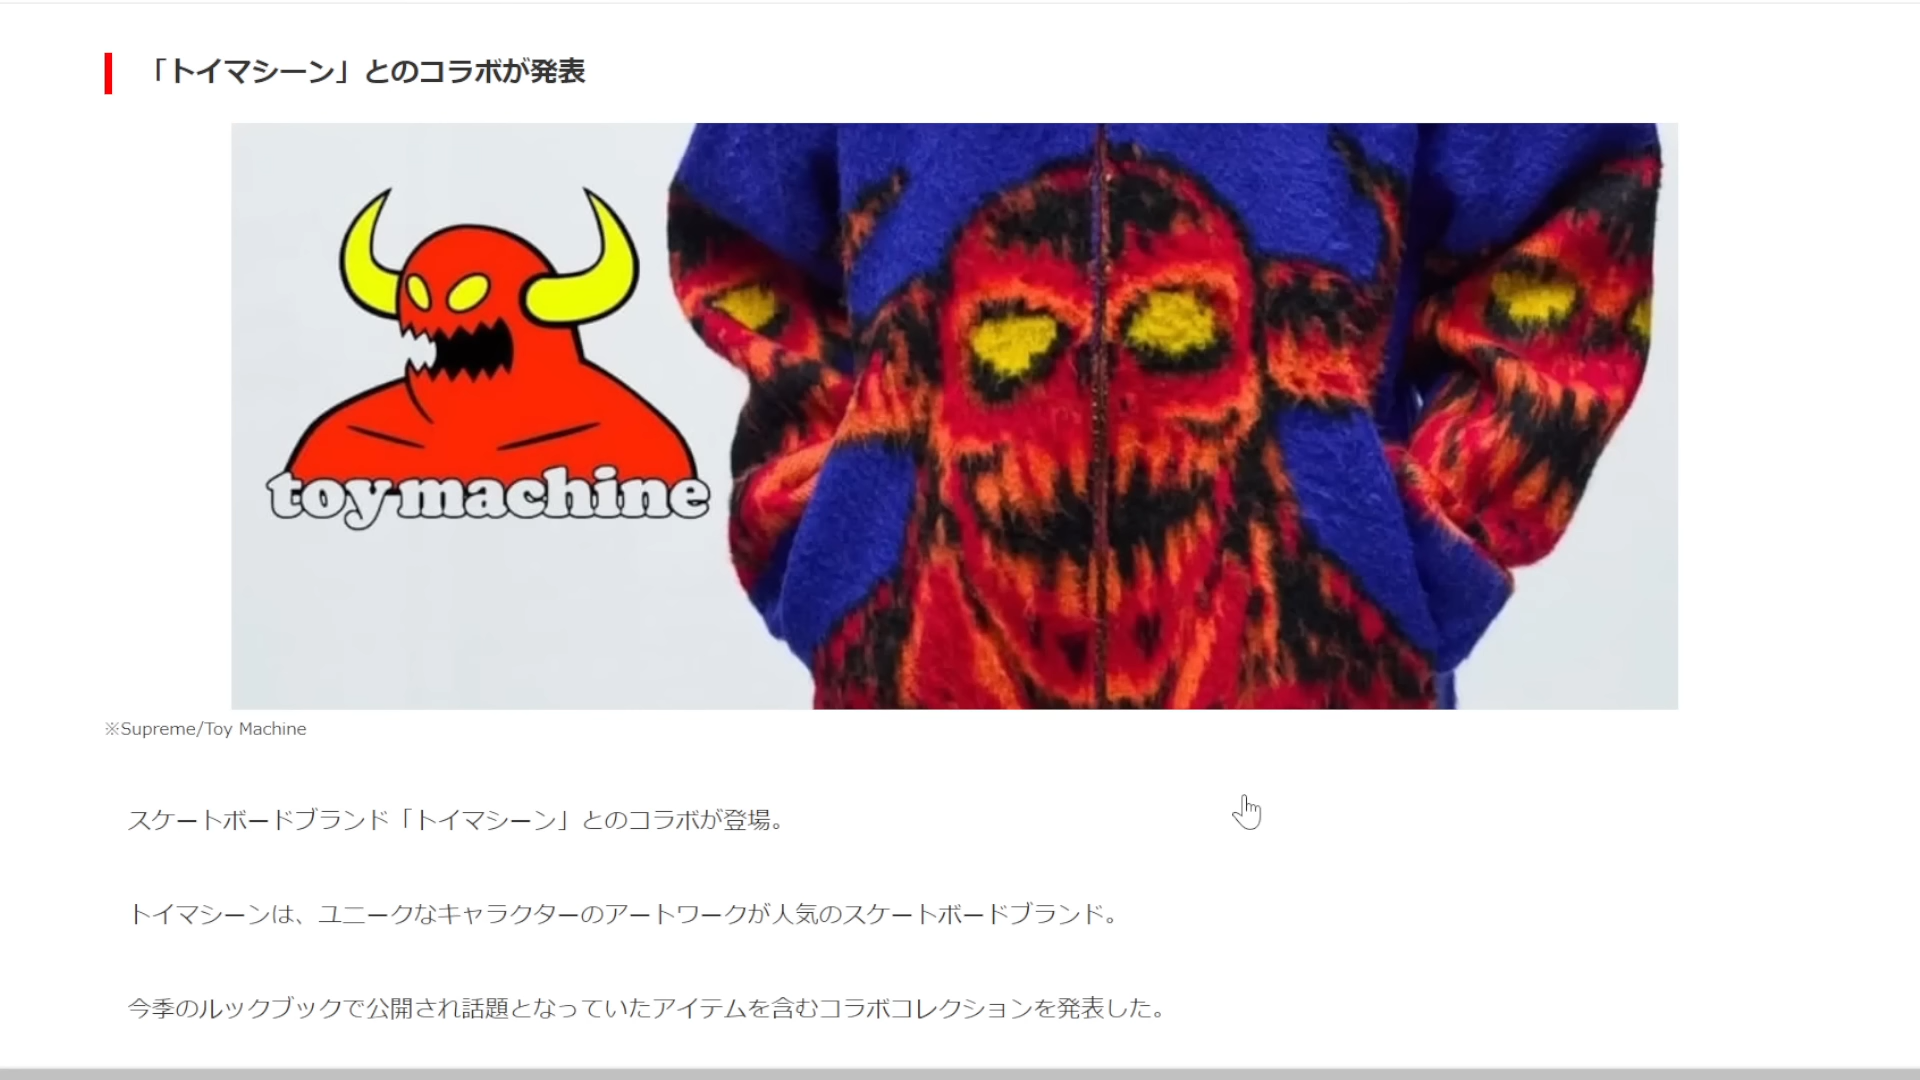 「トイマシーン」とのコラボが発表
toy machine
※Supreme/Toy Machine
スケートボードブランド「トイマシーン」とのコラボが登場。
トイマシーンは、ユニークなキャラクターのアートワークが人気のスケートボードブランド。
今季のルックブックで公開され話題となっていたアイテムを含むコラボコレクションを発表した。